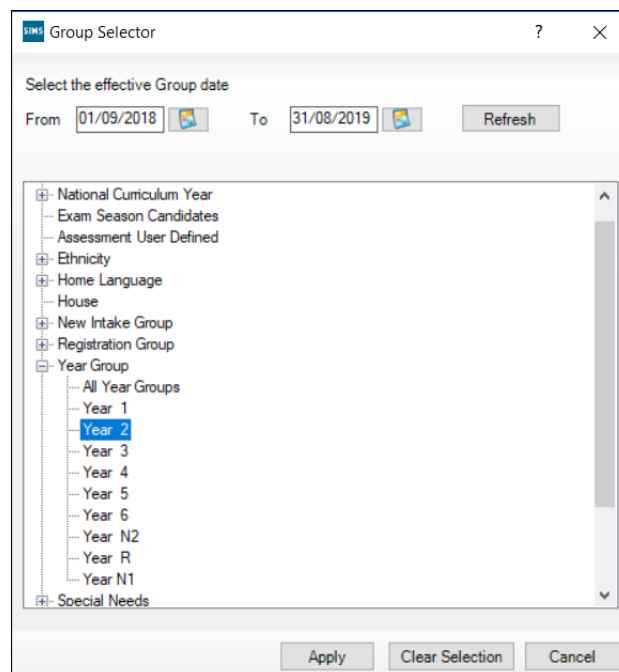 SIMS Group Selector ?
Select the effective Group date
From 01/09/2018 To 31/08/2019 Refresh
National Curriculum Year
Exam Season Candidates
Assessment User Defined
Ethnicity
Home Language
House
New Intake Group
Registration Group
Year Group
All Year Groups
Year 1
Year 2
Year 3
Year 4
Year 5
Year 6
Year N2
Year R
Year N1
Special Needs
Apply Clear Selection Cancel